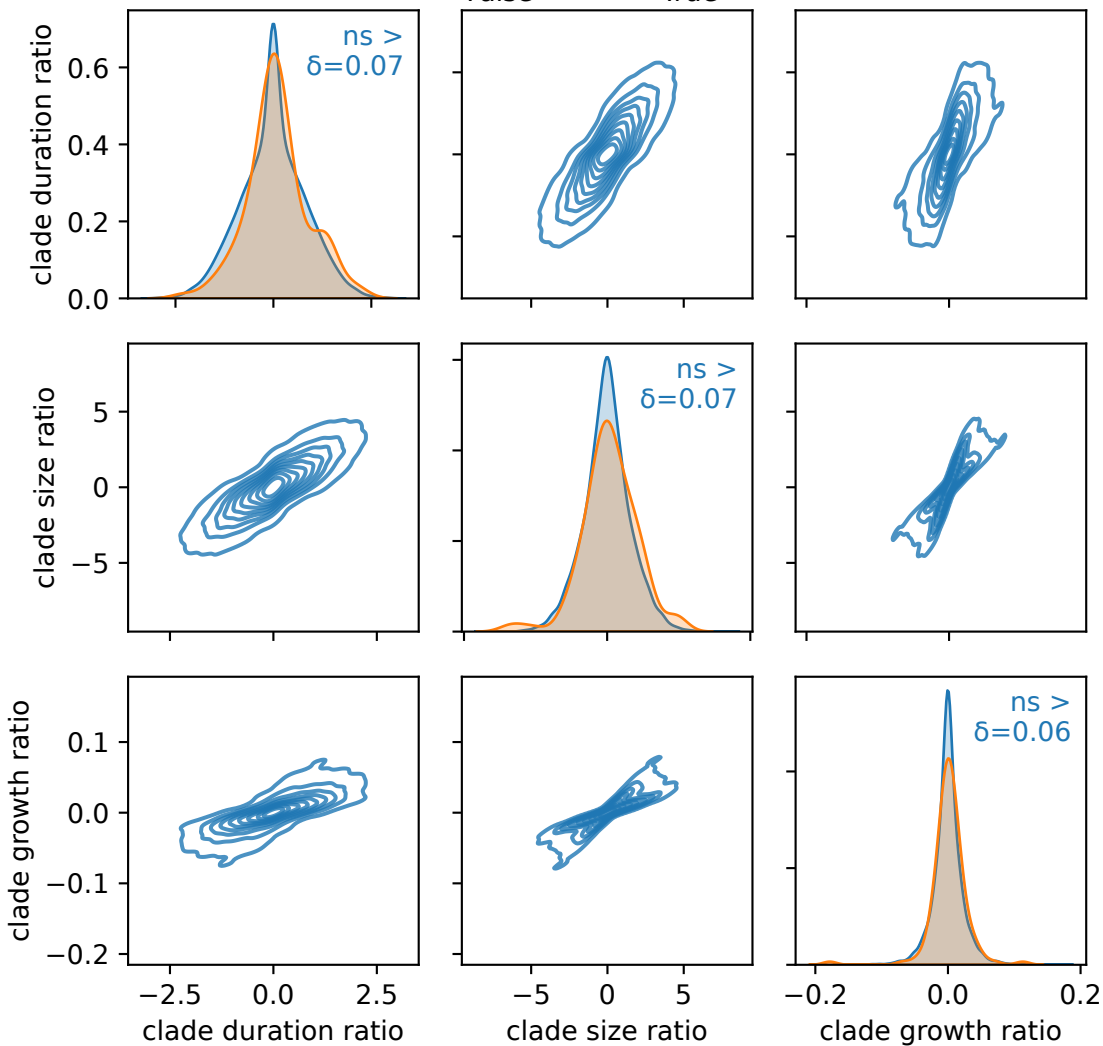 clade duration ratio
0.6
0.4
0.2
0.0
ns >
δ=0.07
clade size ratio
5
0
−5
ns >
δ=0.07
clade growth ratio
0.1
0.0
−0.1
−0.2
ns >
δ=0.06
−2.5 0.0 2.5
−5 0 5
−0.2 0.0 0.2
clade duration ratio
clade size ratio
clade growth ratio